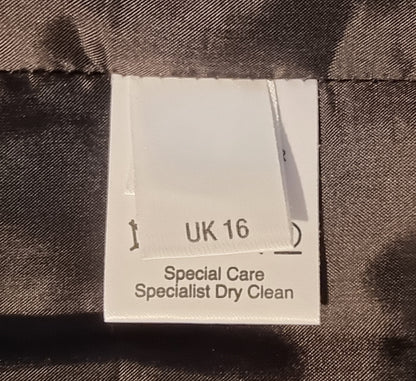 UK 16
Special Care
Specialist Dry Clean